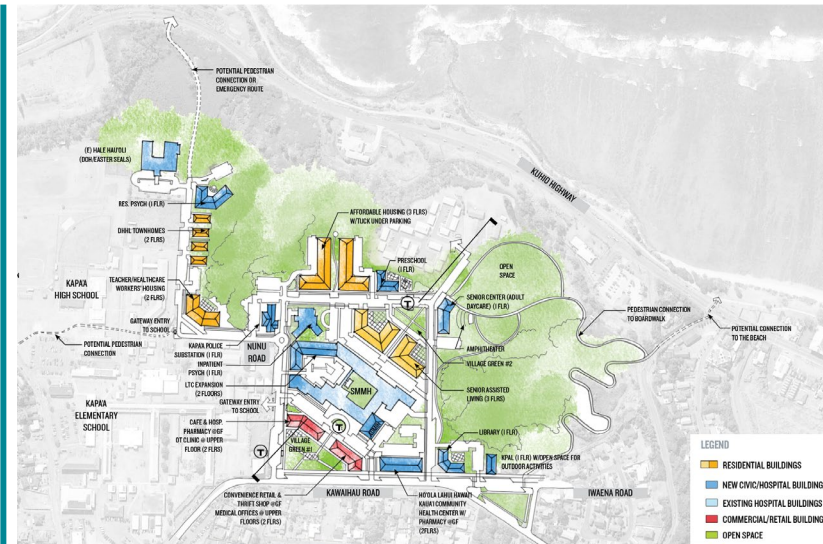 POTENTIAL PEDESTRIAN
CONNECTION OR
EMERGENCY ROUTE
(E) HALE HAU'OLI
(DOH/EASTER SEALS)
KUHIO HIGHWAY
RES. PSYCH (1 FLR)
DHHL TOWNHOMES
(2 FLRS)
AFFORDABLE HOUSING (3 FLRS)
W/TUCK UNDER PARKING
PRESCHOOL
(1 FLR)
OPEN
SPACE
KAPA'A
HIGH SCHOOL
TEACHER/HEALTHCARE
WORKERS' HOUSING
(2 FLRS)
SENIOR CENTER (ADULT
DAYCARE) (1 FLR)
GATEWAY ENTRY
TO SCHOOL
PEDESTRIAN CONNECTION
TO BOARDWALK
POTENTIAL CONNECTION
TO THE BEACH
POTENTIAL PEDESTRIAN
CONNECTION
KAPA'A POLICE
SUBSTATION (1 FLR)
NUNU
ROAD
INPATIENT
PSYCH (1 FLR)
AMPHITHEATER
VILLAGE GREEN #2
LTC EXPANSION
(2 FLOORS)
SMMH
SENIOR ASSISTED
LIVING (3 FLRS)
KAPA'A
ELEMENTARY
SCHOOL
GATEWAY ENTRY
TO SCHOOL
CAFE & HOSP.
PHARMACY @GF
OT CLINIC @ UPPER
FLOOR (2 FLRS)
VILLAGE
GREEN #1
T
T
T
LIBRARY (1 FLR)
KPAL (1 FLR) W/OPEN SPACE FOR
OUTDOOR ACTIVITIES
CONVENIENCE RETAIL &
THRIFT SHOP @GF
MEDICAL OFFICES @ UPPER
FLOORS (2 FLRS)
KAWAIHAU ROAD
HO'OLA LAHUI HAWAI'I
KAUA'I COMMUNITY
HEALTH CENTER W/
PHARMACY @GF
(2FLRS)
IWAENA ROAD
LEGEND
RESIDENTIAL BUILDINGS
NEW CIVIC/HOSPITAL BUILDING
EXISTING HOSPITAL BUILDINGS
COMMERCIAL/RETAIL BUILDING
OPEN SPACE